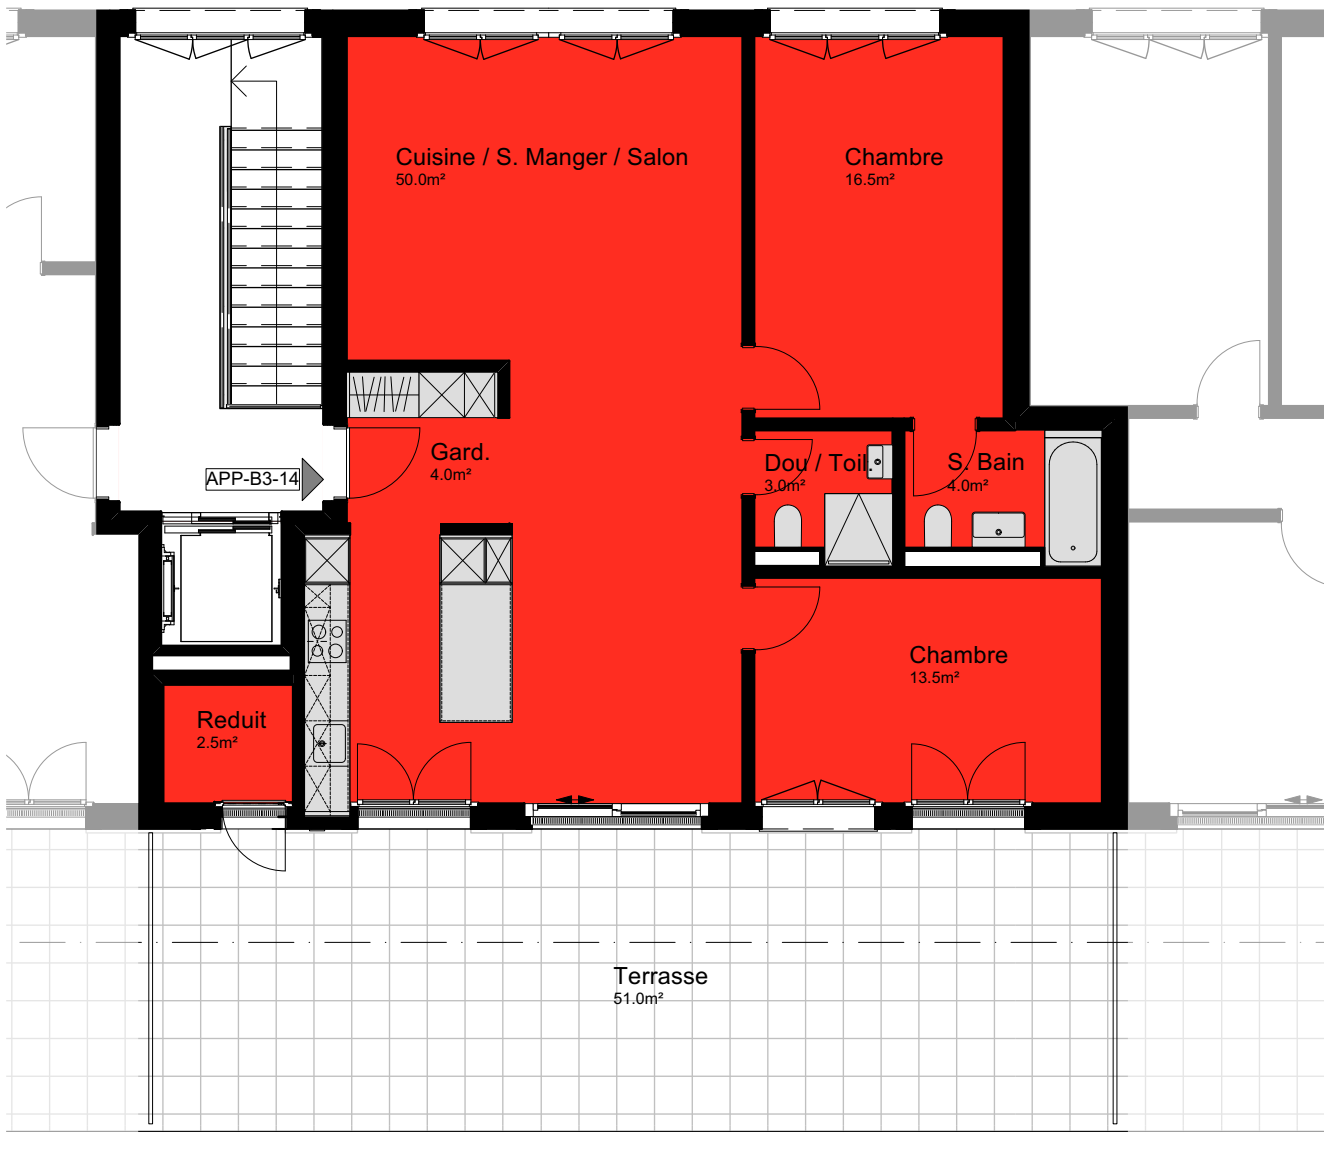 Cuisine / S. Manger / Salon
50.0m²
Chambre
16.5m²
Gard.
4.0m²
APP-B3-14
Dou / Toil.
3.0m²
S. Bain
4.0m²
Chambre
13.5m²
Reduit
2.5m²
Terrasse
51.0m²